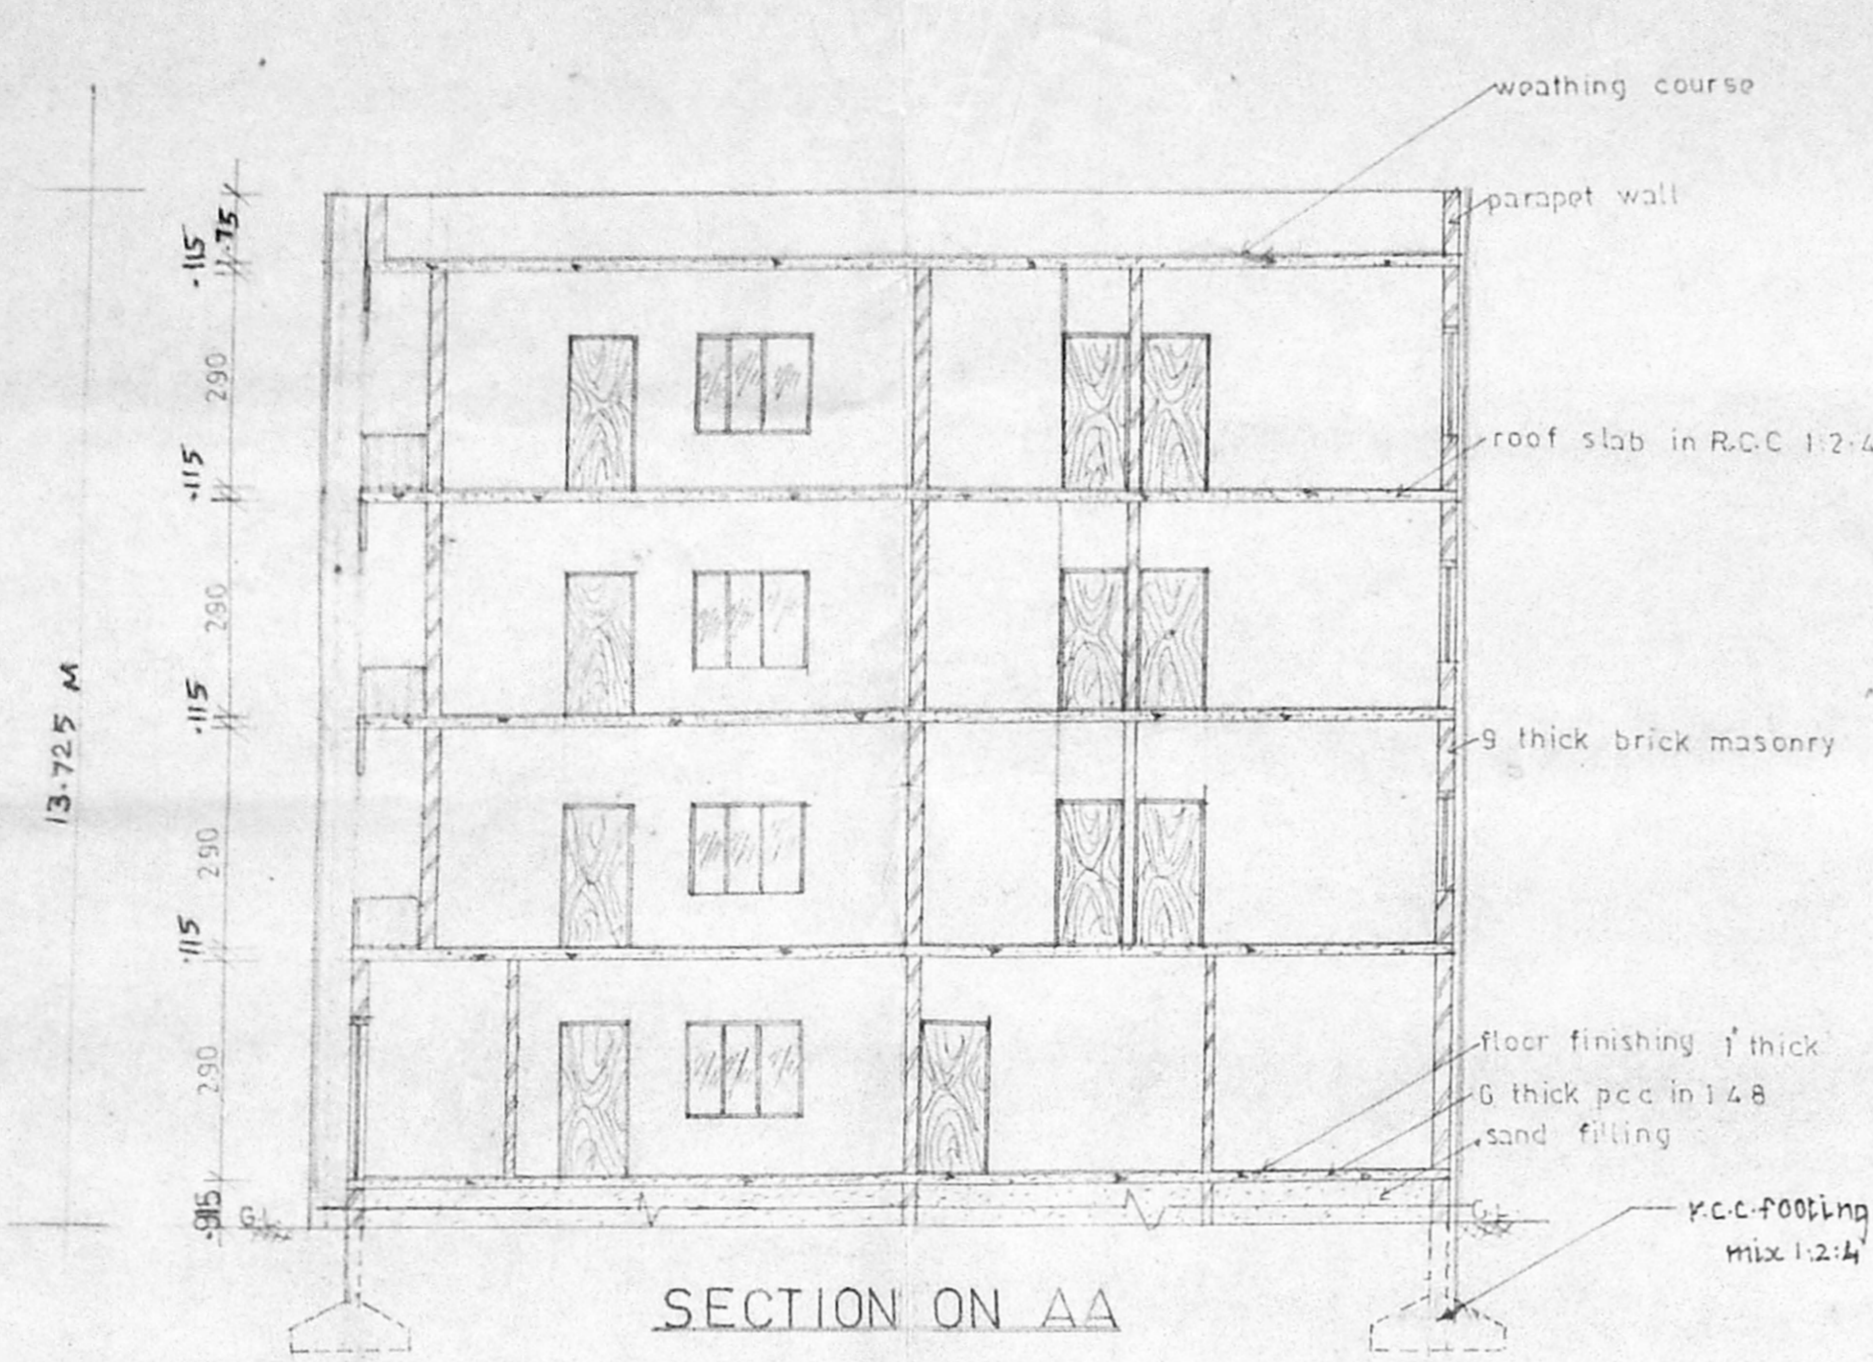 weathing course
parapet wall
roof slab in R.C.C 1:2:4
9 thick brick masonry
floor finishing 1" thick
6 thick pcc in 1 4 8
sand filling
G.L
r.c.c.footing
mix 1:2:4
.75
.115
290
.115
290
.115
290
.115
290
G.L
13.725 M
SECTION ON AA